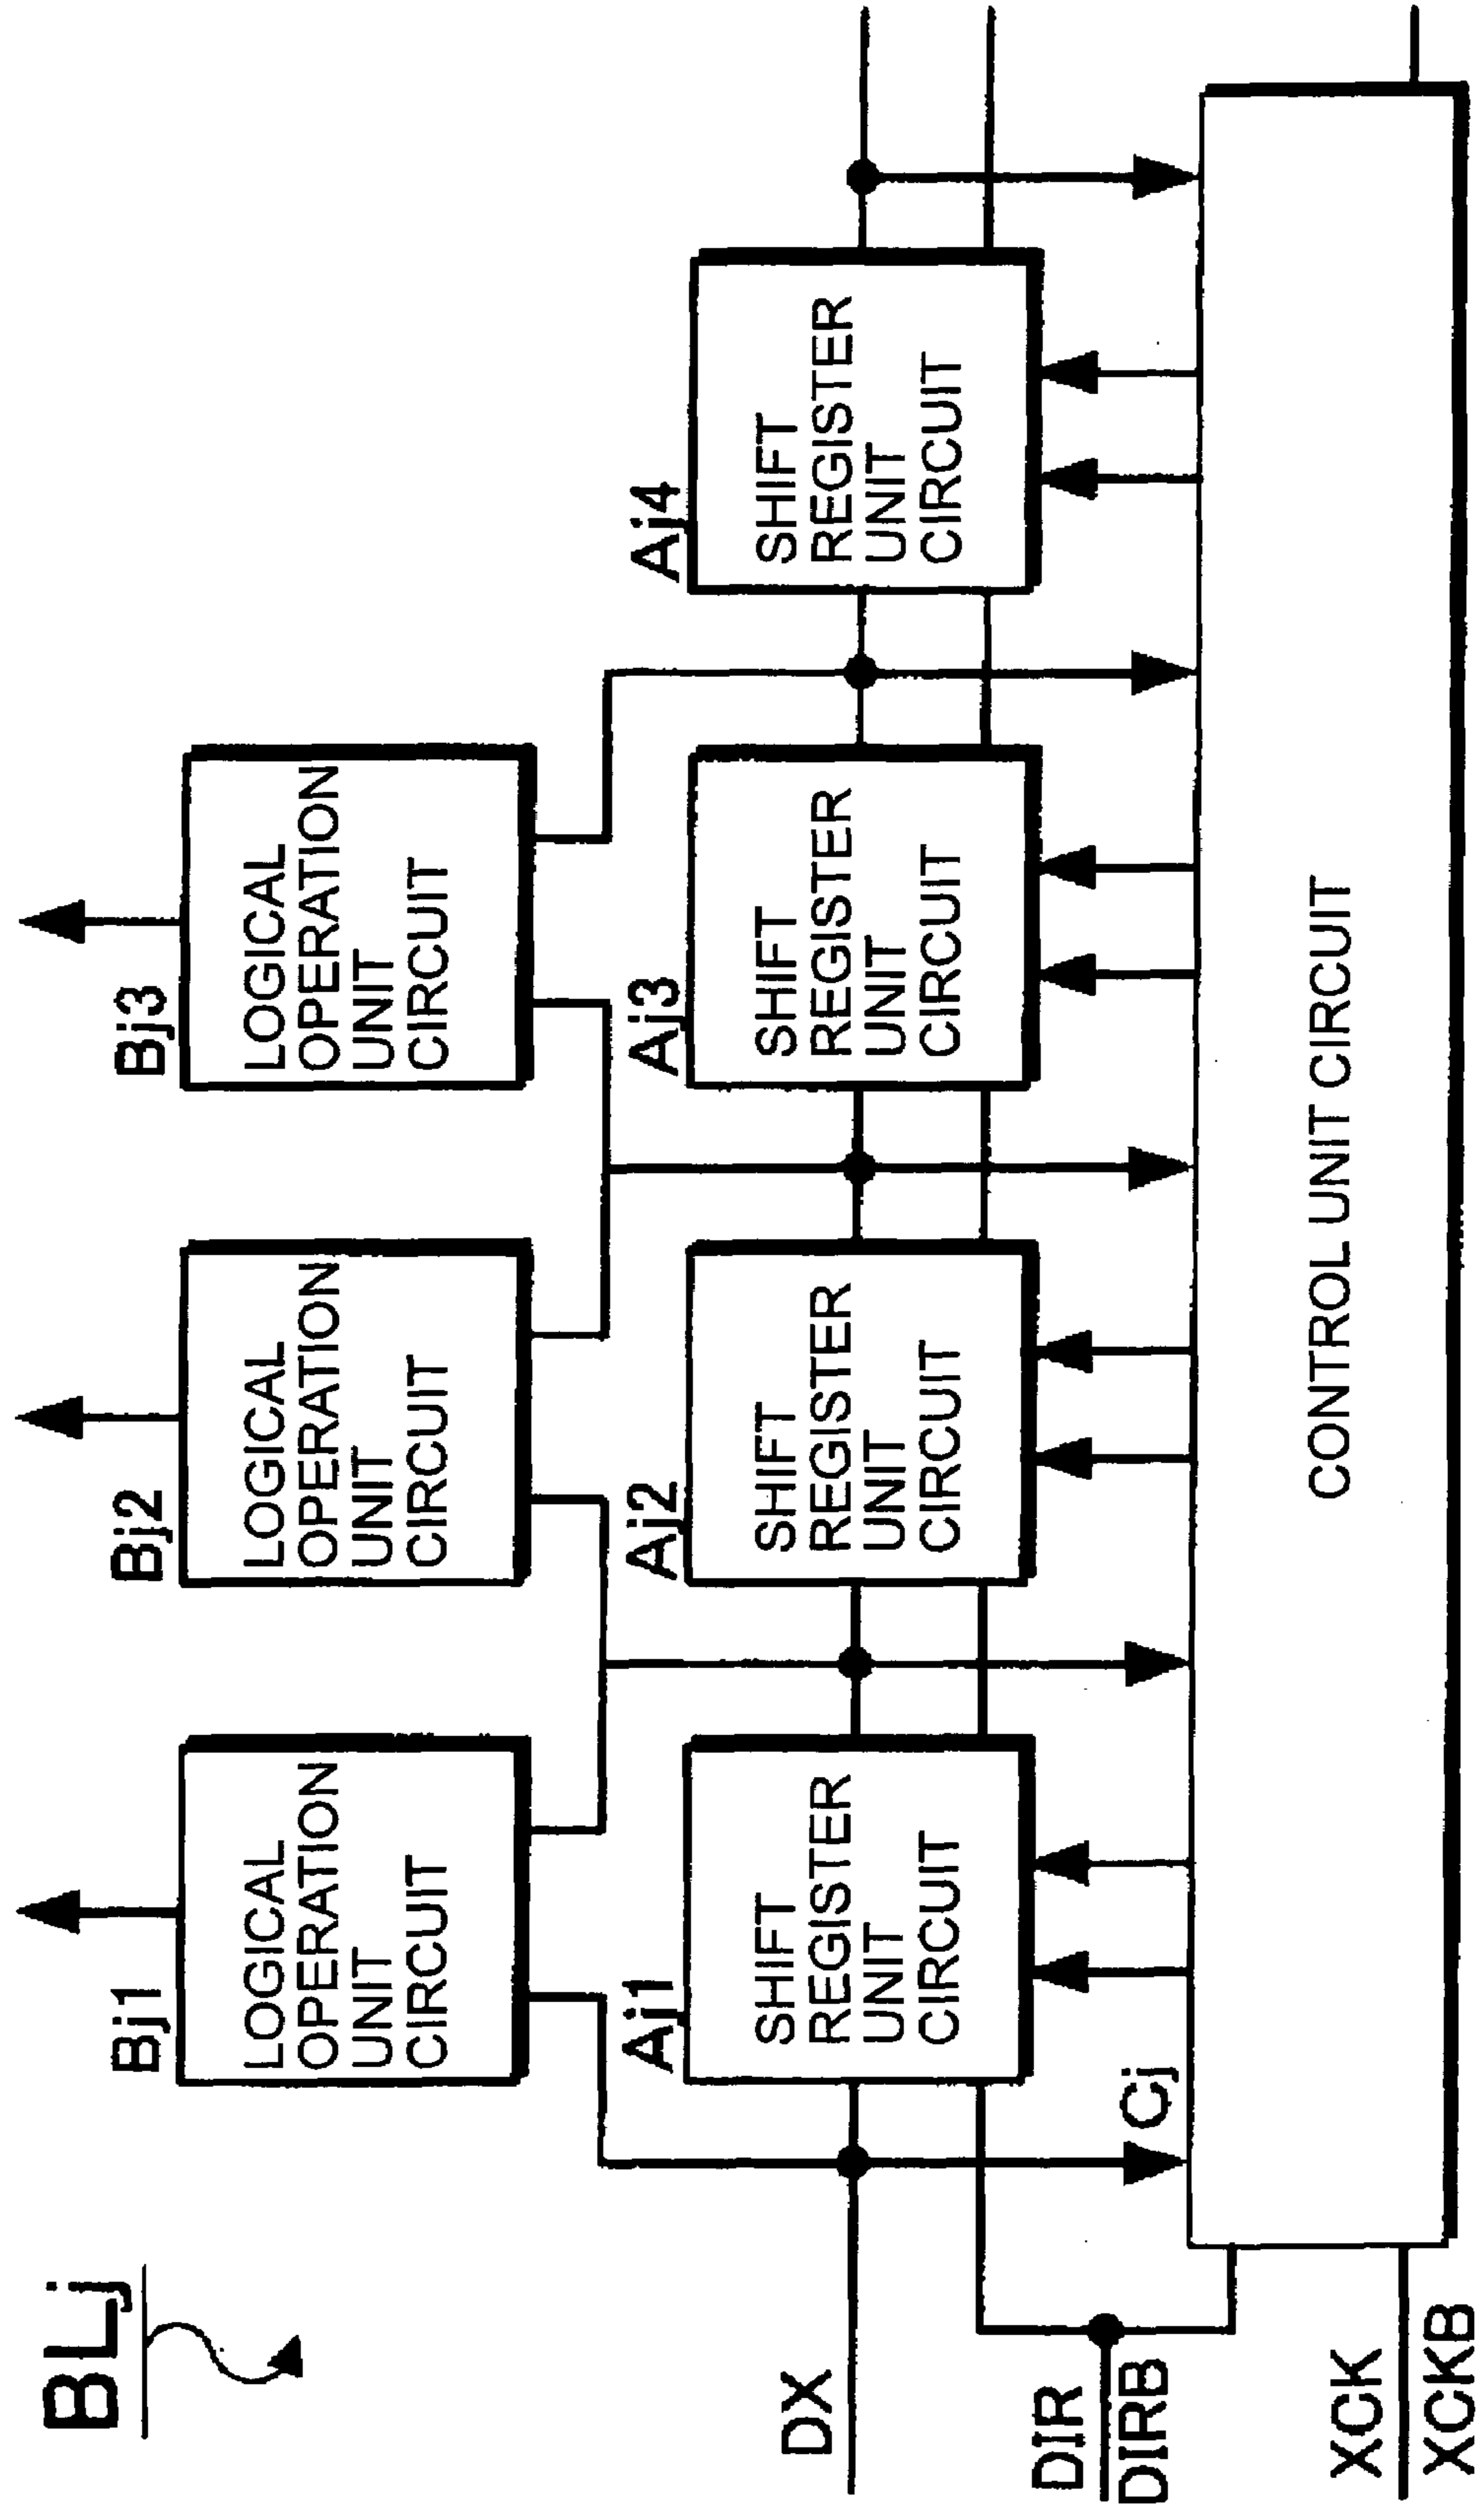 BLj
Bj1
LOGICAL
OPERATION
UNIT
CIRCUIT
Bj2
LOGICAL
OPERATION
UNIT
CIRCUIT
Bj3
LOGICAL
OPERATION
UNIT
CIRCUIT
Aj1
SHIFT
REGISTER
UNIT
CIRCUIT
Aj2
SHIFT
REGISTER
UNIT
CIRCUIT
Aj3
SHIFT
REGISTER
UNIT
CIRCUIT
Aj4
SHIFT
REGISTER
UNIT
CIRCUIT
DX
DIR
DIRB
Cj
CONTROL UNIT CIRCUIT
XCK
XCKB